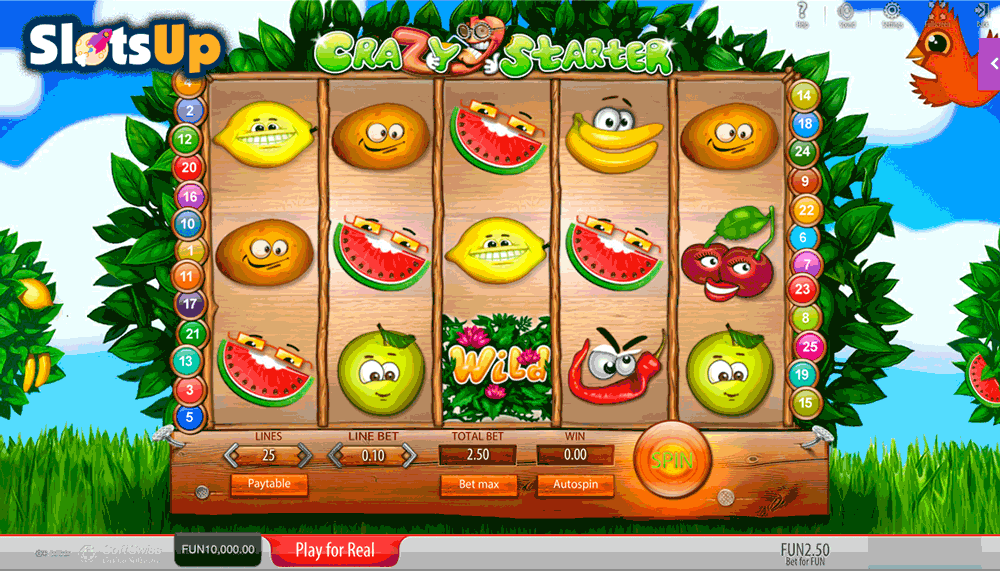 SlotsUp
CRAZY STARTER
Help Sound Settings
4 14
2 18
12 24
20 9
16 22
10 6
1 7
11 23
17 8
21 25
13 19
3 15
5
Wild
LINES LINE BET TOTAL BET WIN
25 0.10 2.50 0.00
SPIN
Paytable Bet max Autospin
FUN10,000.00 Play for Real FUN2.50
Bet for FUN